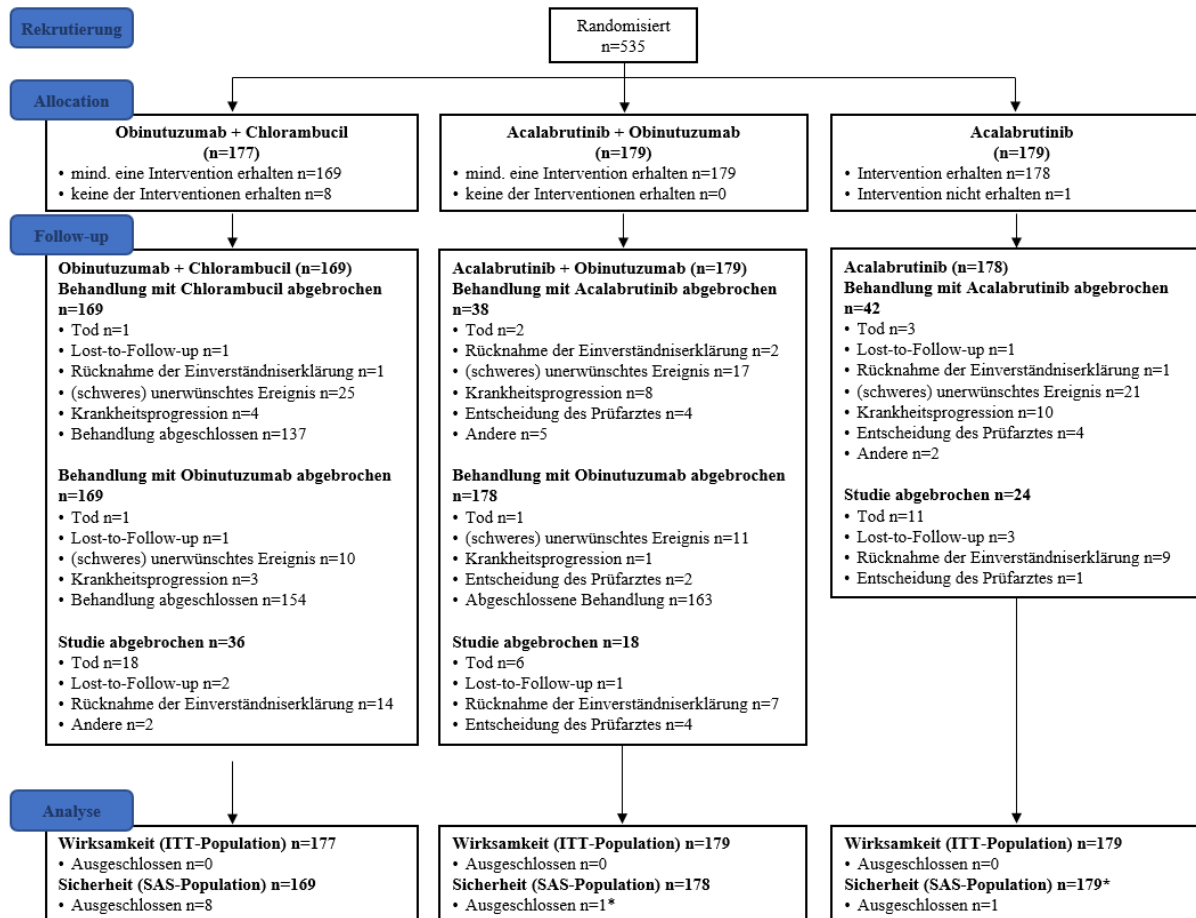 Rekrutierung
Randomisiert
n=535
Allocation
Obinutuzumab + Chlorambucil
(n=177)
• mind. eine Intervention erhalten n=169
• keine der Interventionen erhalten n=8
Acalabrutinib + Obinutuzumab
(n=179)
• mind. eine Intervention erhalten n=179
• keine der Interventionen erhalten n=0
Acalabrutinib
(n=179)
• Intervention erhalten n=178
• Intervention nicht erhalten n=1
Follow-up
Obinutuzumab + Chlorambucil (n=169)
Behandlung mit Chlorambucil abgebrochen
n=169
• Tod n=1
• Lost-to-Follow-up n=1
• Rücknahme der Einverständniserklärung n=1
• (schweres) unerwünschtes Ereignis n=25
• Krankheitsprogression n=4
• Behandlung abgeschlossen n=137
Behandlung mit Obinutuzumab abgebrochen
n=169
• Tod n=1
• Lost-to-Follow-up n=1
• (schweres) unerwünschtes Ereignis n=10
• Krankheitsprogression n=3
• Behandlung abgeschlossen n=154
Studie abgebrochen n=36
• Tod n=18
• Lost-to-Follow-up n=2
• Rücknahme der Einverständniserklärung n=14
• Andere n=2
Acalabrutinib + Obinutuzumab (n=179)
Behandlung mit Acalabrutinib abgebrochen
n=38
• Tod n=2
• Rücknahme der Einverständniserklärung n=2
• (schweres) unerwünschtes Ereignis n=17
• Krankheitsprogression n=8
• Entscheidung des Prüfarztes n=4
• Andere n=5
Behandlung mit Obinutuzumab abgebrochen
n=178
• Tod n=1
• (schweres) unerwünschtes Ereignis n=11
• Krankheitsprogression n=1
• Entscheidung des Prüfarztes n=2
• Abgeschlossene Behandlung n=163
Studie abgebrochen n=18
• Tod n=6
• Lost-to-Follow-up n=1
• Rücknahme der Einverständniserklärung n=7
• Entscheidung des Prüfarztes n=4
Acalabrutinib (n=178)
Behandlung mit Acalabrutinib abgebrochen
n=42
• Tod n=3
• Lost-to-Follow-up n=1
• Rücknahme der Einverständniserklärung n=1
• (schweres) unerwünschtes Ereignis n=21
• Krankheitsprogression n=10
• Entscheidung des Prüfarztes n=4
• Andere n=2
Studie abgebrochen n=24
• Tod n=11
• Lost-to-Follow-up n=3
• Rücknahme der Einverständniserklärung n=9
• Entscheidung des Prüfarztes n=1
Analyse
Wirksamkeit (ITT-Population) n=177
• Ausgeschlossen n=0
Sicherheit (SAS-Population) n=169
• Ausgeschlossen n=8
Wirksamkeit (ITT-Population) n=179
• Ausgeschlossen n=0
Sicherheit (SAS-Population) n=178
• Ausgeschlossen n=1*
Wirksamkeit (ITT-Population) n=179
• Ausgeschlossen n=0
Sicherheit (SAS-Population) n=179*
• Ausgeschlossen n=1